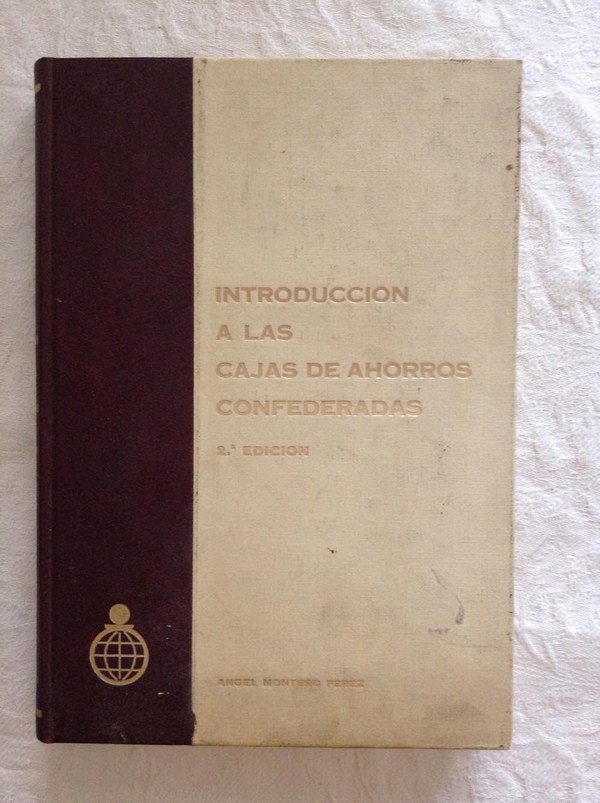 INTRODUCCION
A LAS
CAJAS DE AHORROS
CONFEDERADAS
2.ª EDICION
ANGEL MONTERO PEREZ